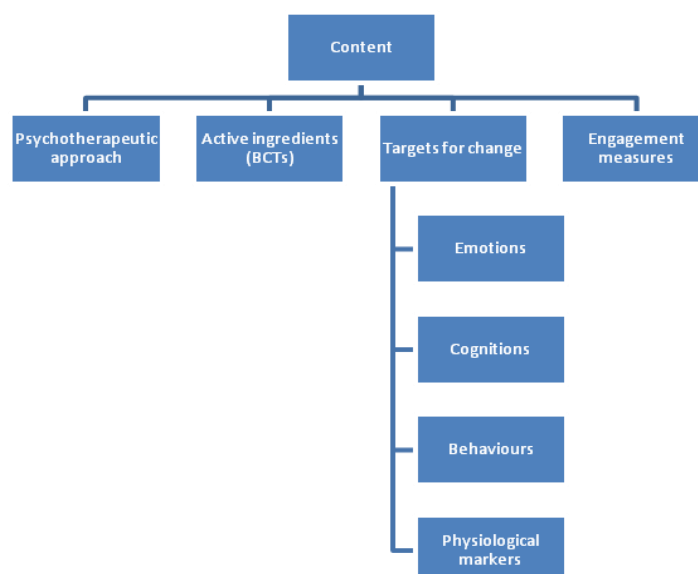 Content
Psychotherapeutic
approach
Active ingredients
(BCTs)
Targets for change
Engagement
measures
Emotions
Cognitions
Behaviours
Physiological
markers